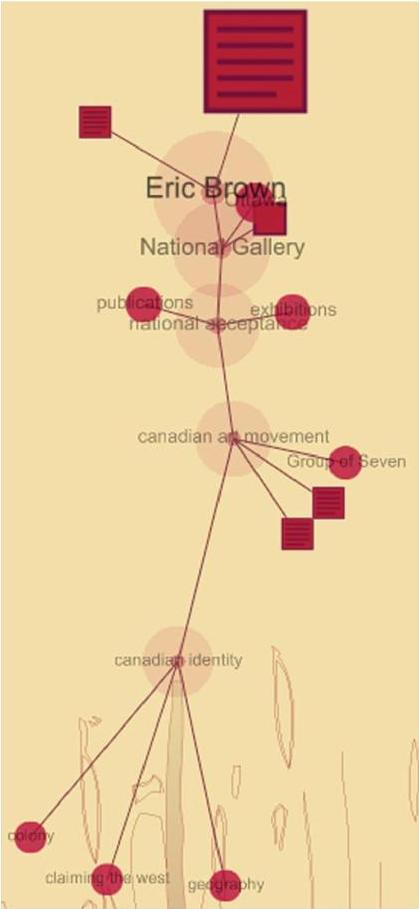 Eric Brown
Ottawa
National Gallery
publications
exhibitions
national acceptance
canadian art movement
Group of Seven
canadian identity
colony
claiming the west
geography